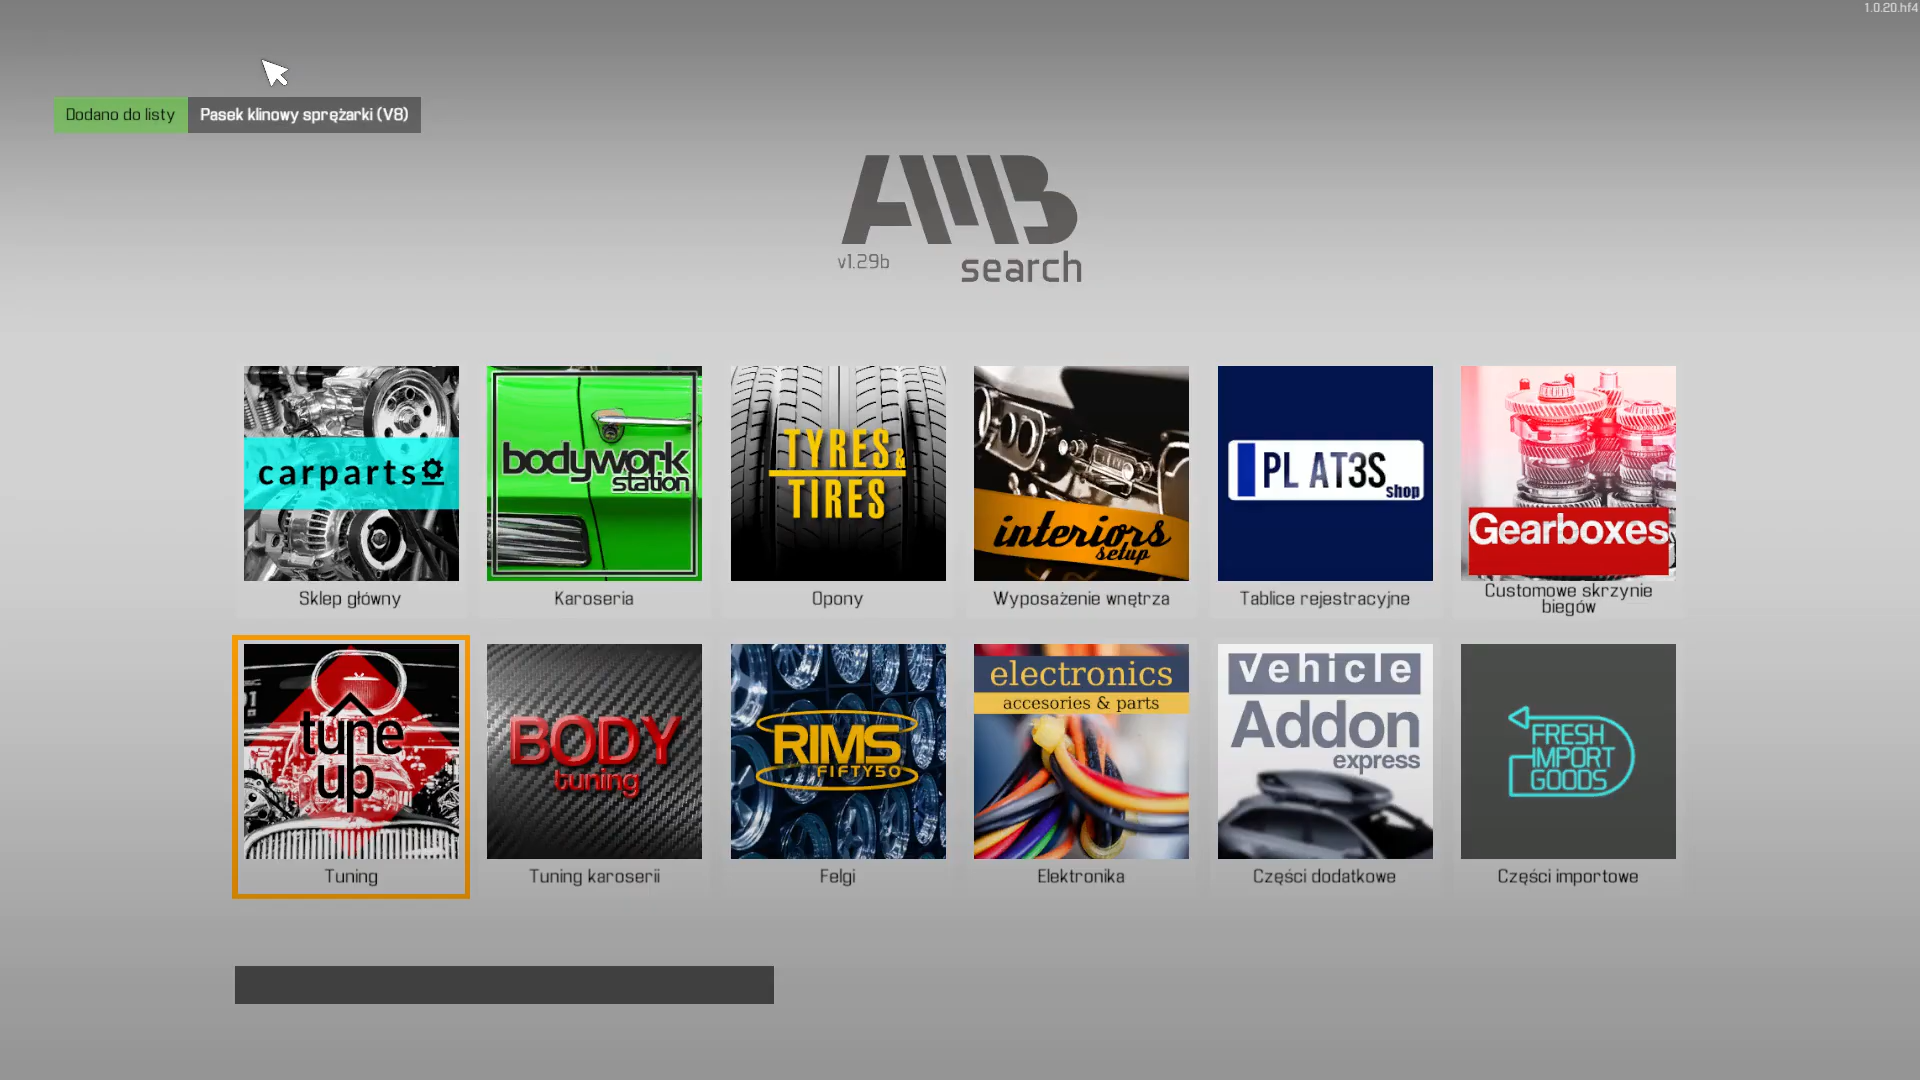 1.0.20.hf4
Dodano do listy Pasek klinowy sprężarki (V8)
AMB
v1.29b
search
carparts
bodywork
station
TYRES &
TIRES
interiors
setup
PL AT3S
shop
Gearboxes
Sklep główny
Karoseria
Opony
Wyposażenie wnętrza
Tablice rejestracyjne
Customowe skrzynie
biegów
tune
up
BODY
tuning
RIMS
FIFTY50
electronics
accesories & parts
vehicle
Addon
express
FRESH
IMPORT
GOODS
Tuning
Tuning karoserii
Felgi
Elektronika
Części dodatkowe
Części importowe